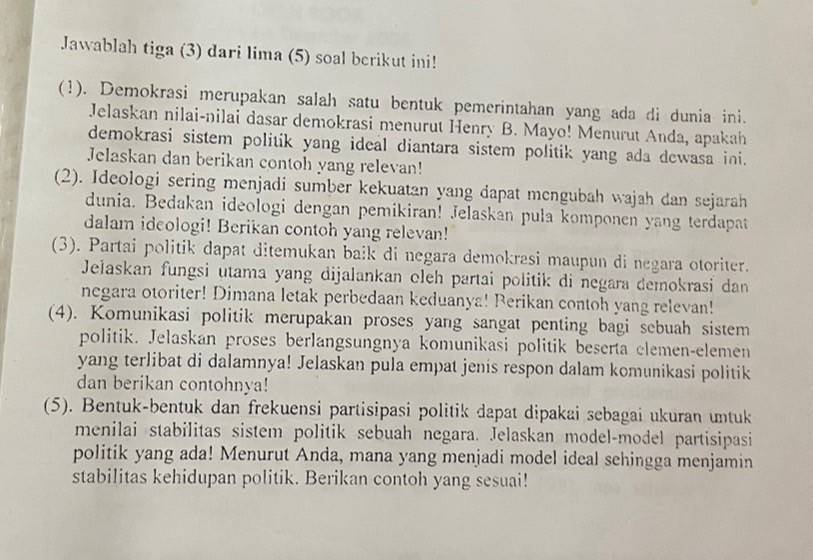 Jawablah tiga (3) dari lima (5) soal berikut ini!
(1). Demokrasi merupakan salah satu bentuk pemerintahan yang ada di dunia ini.
Jelaskan nilai-nilai dasar demokrasi menurut Henry B. Mayo! Menurut Anda, apakah
demokrasi sistem politik yang ideal diantara sistem politik yang ada dewasa ini.
Jelaskan dan berikan contoh yang relevan!
(2). Ideologi sering menjadi sumber kekuatan yang dapat mengubah wajah dan sejarah
dunia. Bedakan ideologi dengan pemikiran! Jelaskan pula komponen yang terdapat
dalam ideologi! Berikan contoh yang relevan!
(3). Partai politik dapat ditemukan baik di negara demokrasi maupun di negara otoriter.
Jelaskan fungsi utama yang dijalankan oleh partai politik di negara demokrasi dan
negara otoriter! Dimana letak perbedaan keduanya! Berikan contoh yang relevan!
(4). Komunikasi politik merupakan proses yang sangat penting bagi sebuah sistem
politik. Jelaskan proses berlangsungnya komunikasi politik beserta elemen-elemen
yang terlibat di dalamnya! Jelaskan pula empat jenis respon dalam komunikasi politik
dan berikan contohnya!
(5). Bentuk-bentuk dan frekuensi partisipasi politik dapat dipakai sebagai ukuran untuk
menilai stabilitas sistem politik sebuah negara. Jelaskan model-model partisipasi
politik yang ada! Menurut Anda, mana yang menjadi model ideal sehingga menjamin
stabilitas kehidupan politik. Berikan contoh yang sesuai!